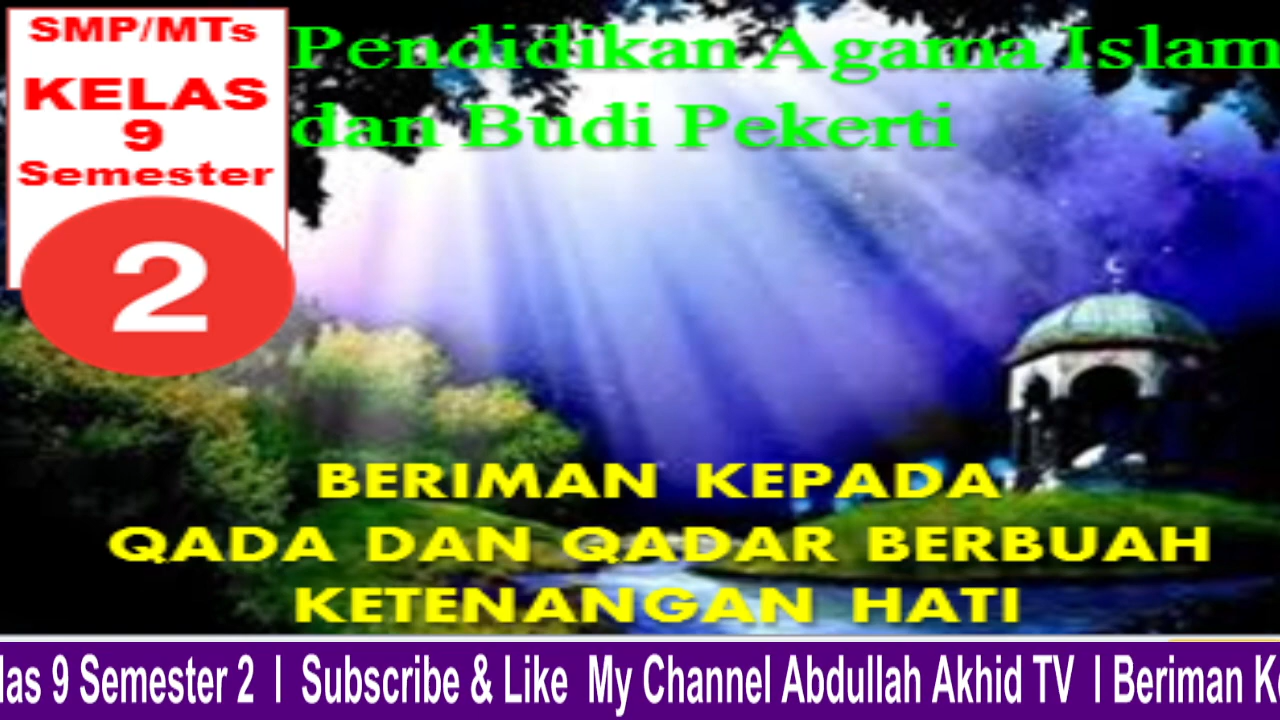 SMP/MTs
KELAS
9
Semester
2
Pendidikan Agama Islam
dan Budi Pekerti
BERIMAN KEPADA
QADA DAN QADAR BERBUAH
KETENANGAN HATI
las 9 Semester 2 I Subscribe & Like My Channel Abdullah Akhid TV I Beriman Ke